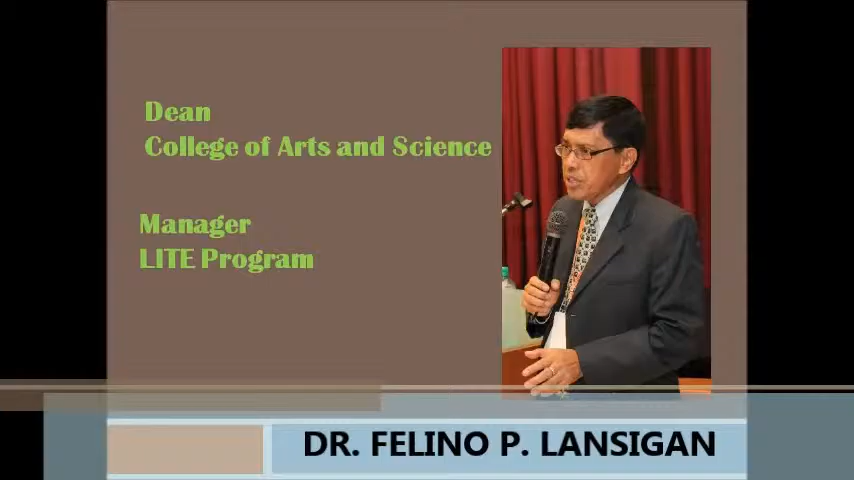 Dean
College of Arts and Science
Manager
LITE Program
DR. FELINO P. LANSIGAN